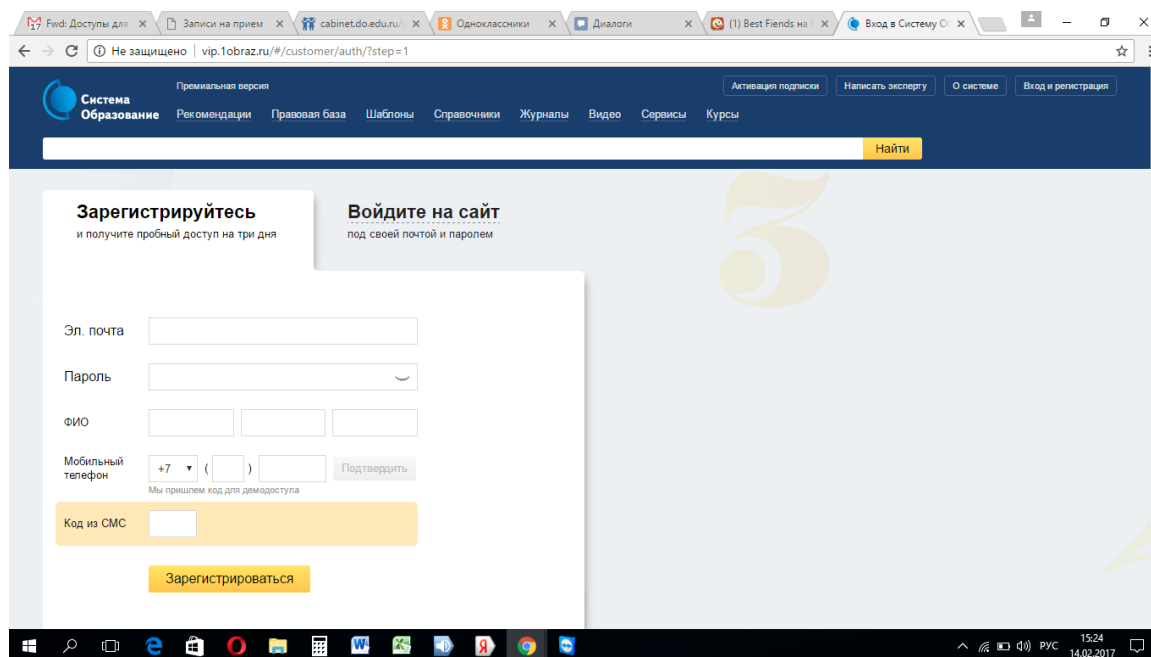 Fwd: Доступы для
Записи на прием
cabinet.do.edu.ru/
Одноклассники
Диалоги
(1) Best Fiends на
Вход в Систему О
Не защищено | vip.1obraz.ru/#/customer/auth/?step=1
Система
Образование
Премиальная версия
Активация подписки
Написать эксперту
О системе
Вход и регистрация
Рекомендации
Правовая база
Шаблоны
Справочники
Журналы
Видео
Сервисы
Курсы
Найти
Зарегистрируйтесь
и получите пробный доступ на три дня
Войдите на сайт
под своей почтой и паролем
3
Эл. почта
Пароль
ФИО
Мобильный
телефон
+7 ( )
Подтвердить
Мы пришлем код для демодоступа
Код из СМС
Зарегистрироваться
РУС
15:24
14.02.2017